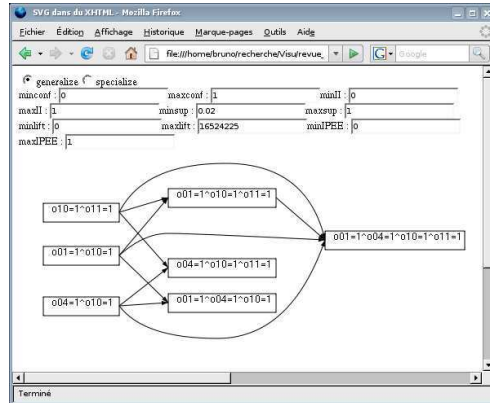 SVG dans du XHTML - Mozilla Firefox
Fichier Édition Affichage Historique Marque-pages Outils Aide
file:///home/bruno/recherche/Visu/revue_ Google
generalize specialize
minconf : 0 maxconf : 1 minII : 0
maxII : 1 minsup : 0.02 maxsup : 1
minlift : 0 maxlift : 16524225 minIPEE : 0
maxIPEE : 1
o01=1^o10=1^o11=1
o10=1^o11=1
o01=1^o04=1^o10=1^o11=1
o01=1^o10=1
o04=1^o10=1^o11=1
o04=1^o10=1
o01=1^o04=1^o10=1
Terminé